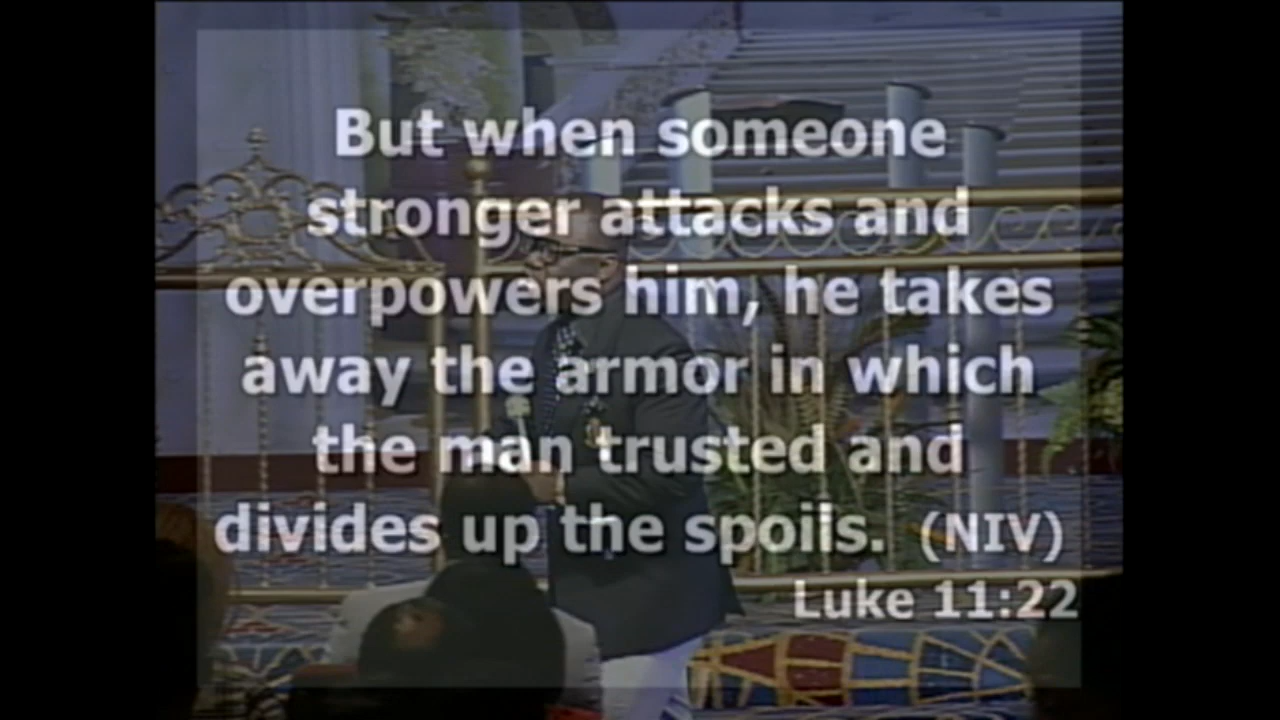 But when someone
stronger attacks and
overpowers him, he takes
away the armor in which
the man trusted and
divides up the spoils. (NIV)
Luke 11:22